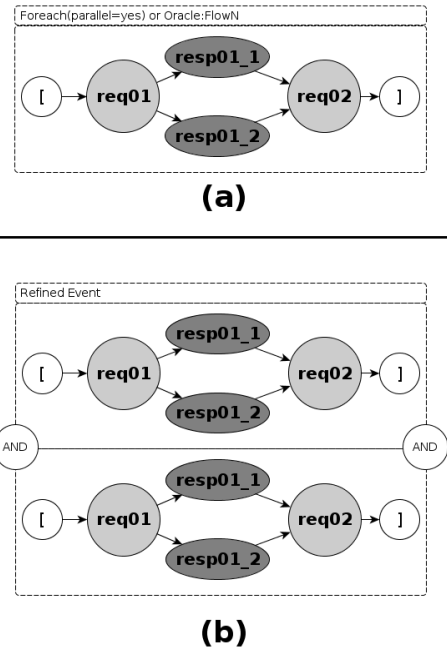 Foreach(parallel=yes) or Oracle:FlowN
resp01_1
[ req01 req02 ]
resp01_2
(a)
Refined Event
resp01_1
[ req01 req02 ]
resp01_2
AND AND
resp01_1
[ req01 req02 ]
resp01_2
(b)